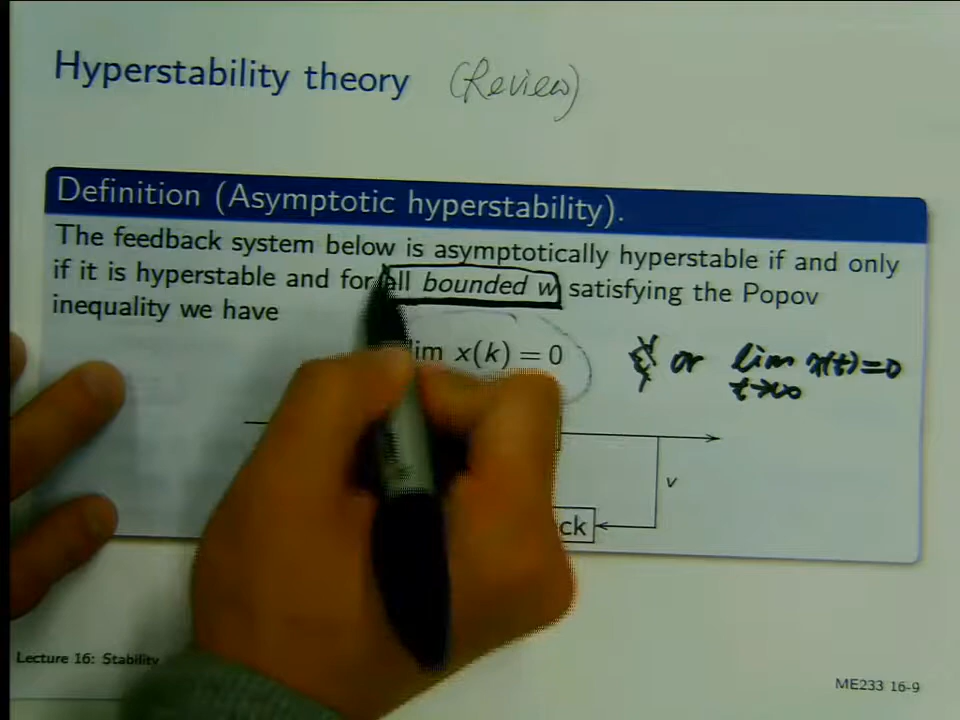 Hyperstability theory (Review)
Definition (Asymptotic hyperstability).
The feedback system below is asymptotically hyperstable if and only
if it is hyperstable and for all bounded w satisfying the Popov
inequality we have
lim x(k) = 0 or lim x(t)=0
t→∞
v
ck
Lecture 16: Stability
ME233 16-9